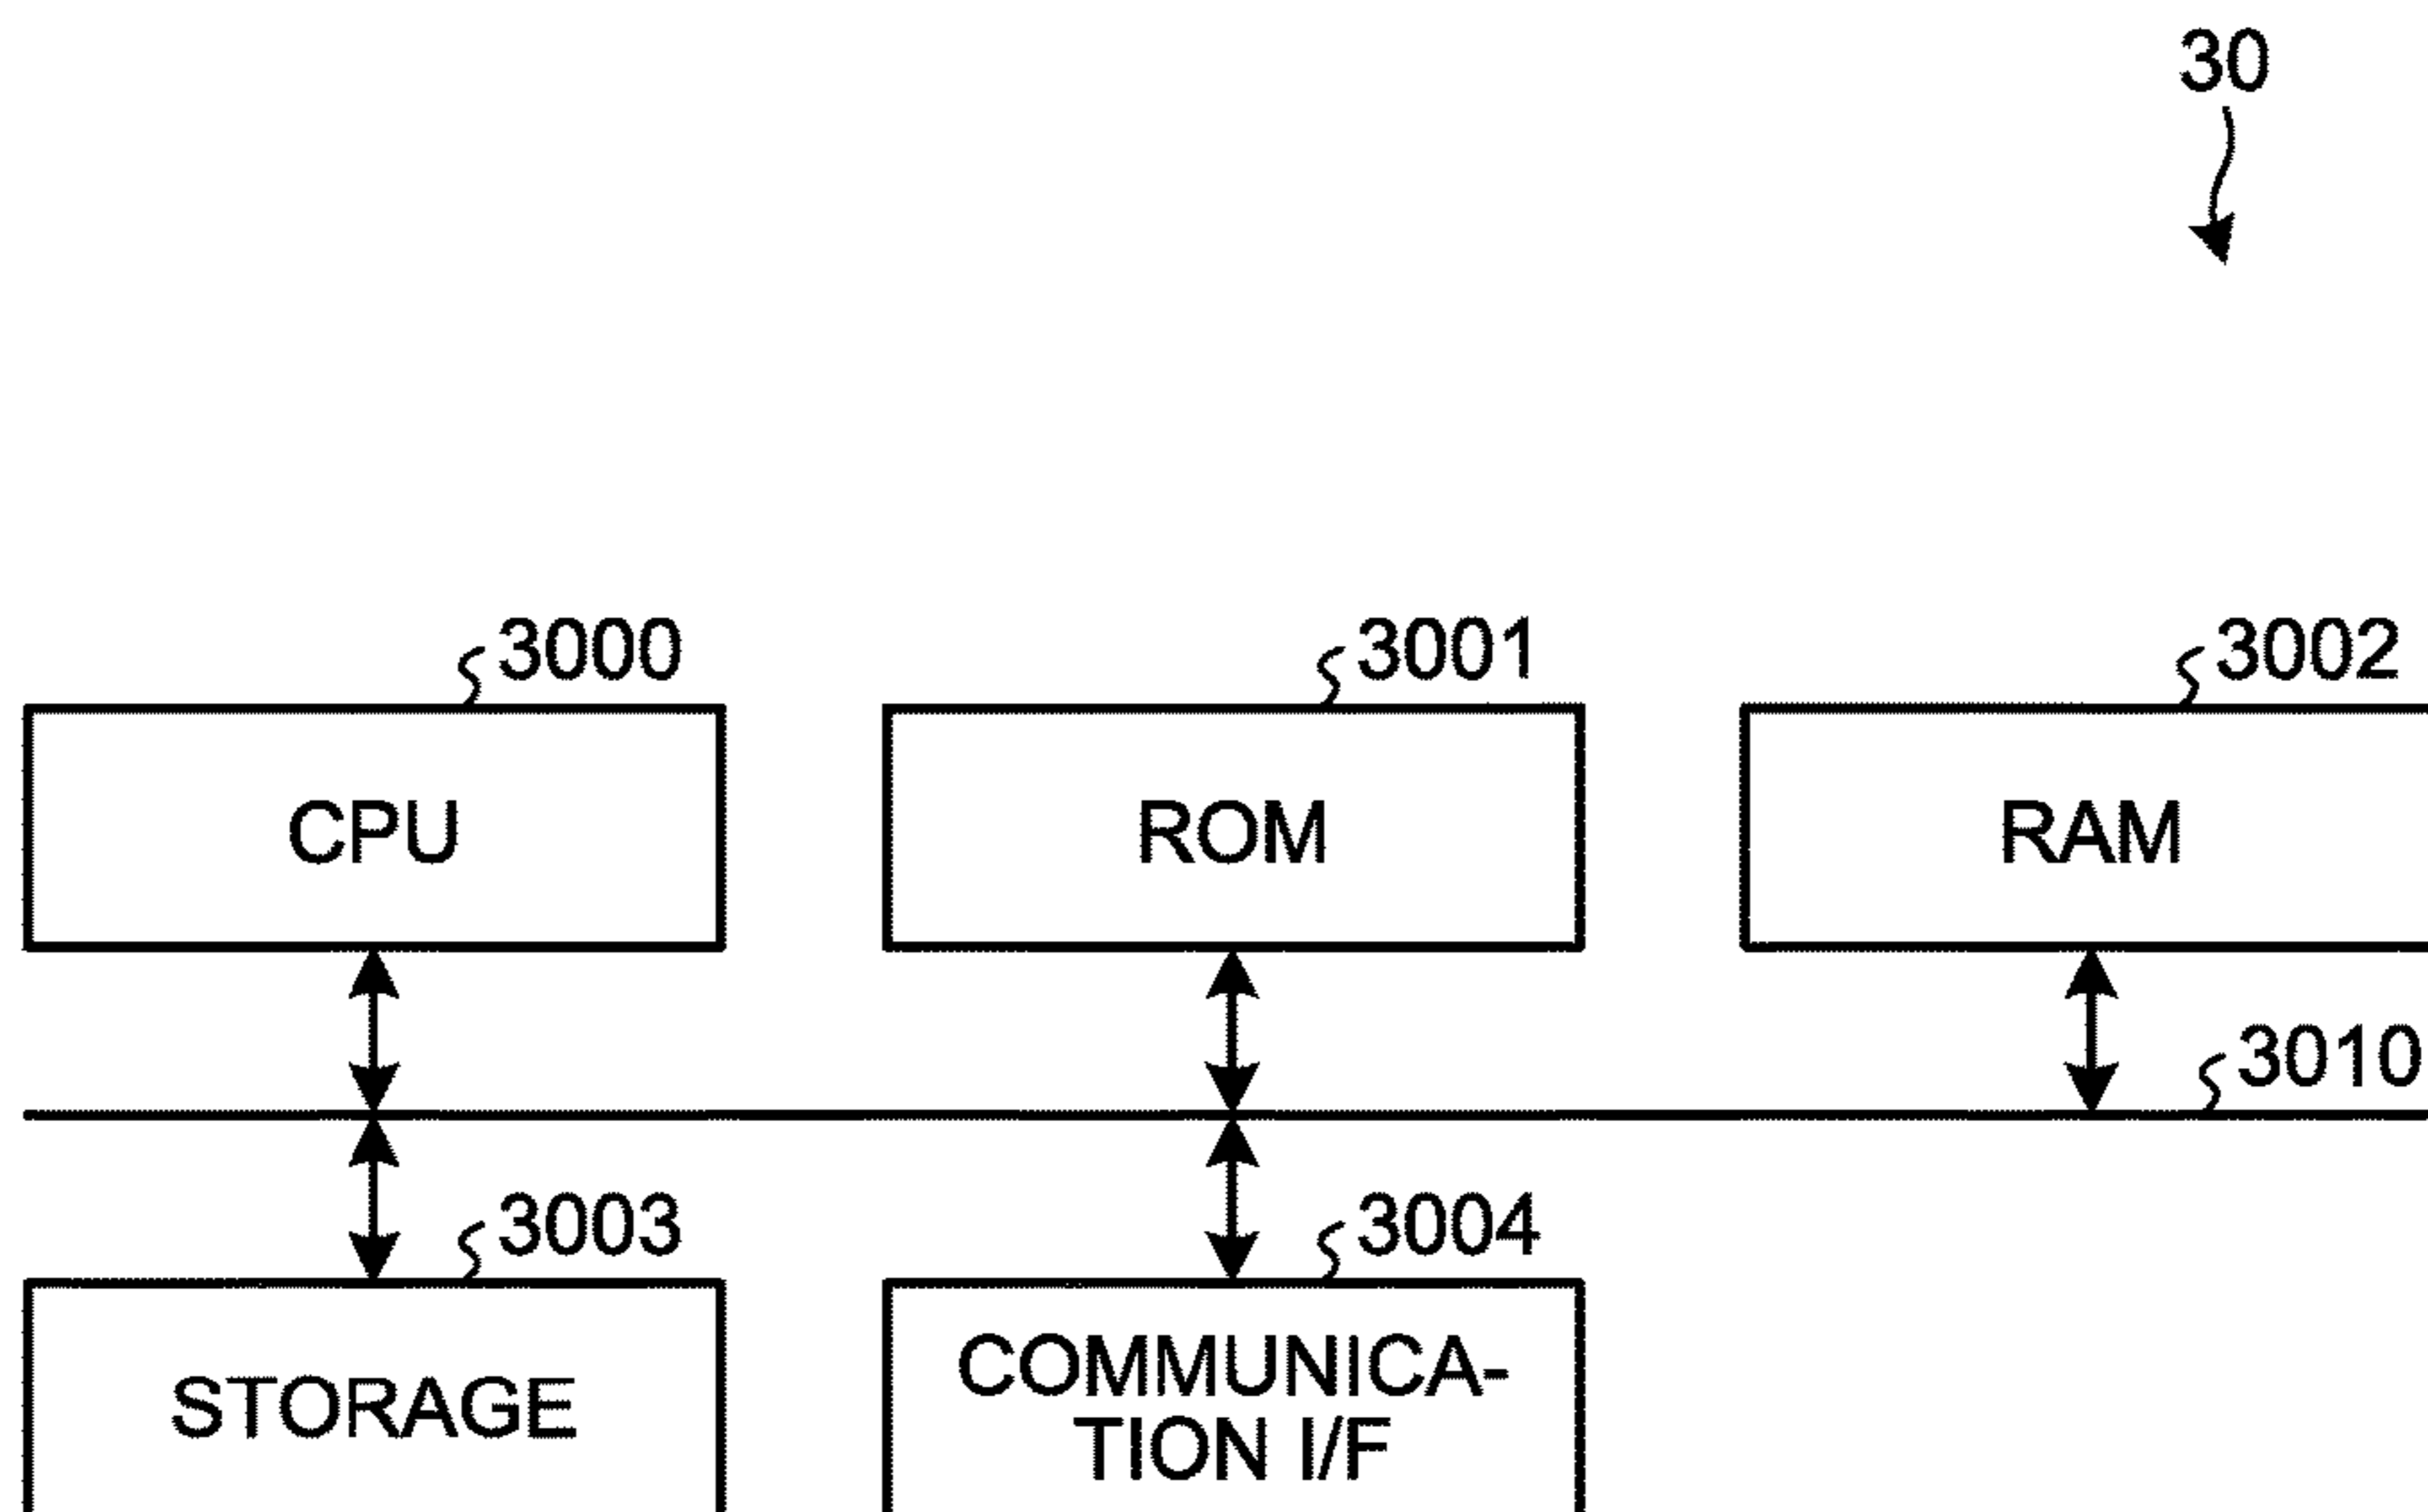 30
3000
3001
3002
CPU
ROM
RAM
3010
3003
3004
STORAGE
COMMUNICA-
TION I/F